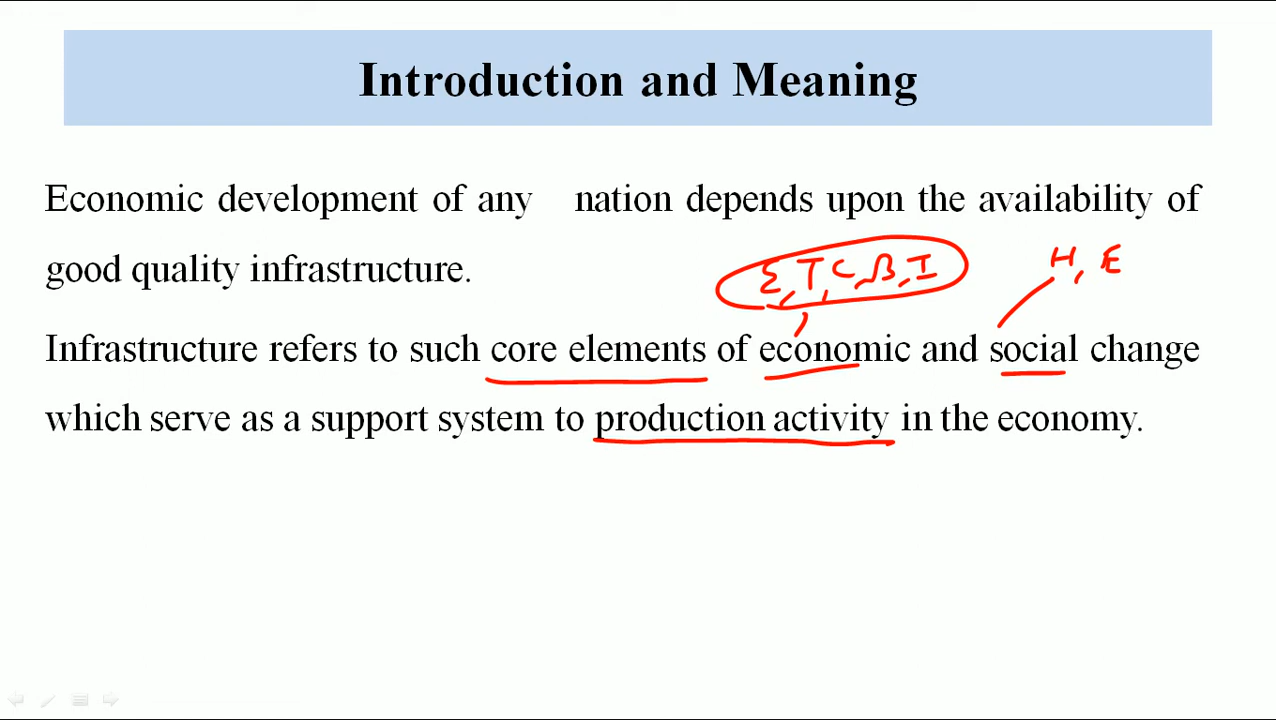 Introduction and Meaning
Economic development of any nation depends upon the availability of
good quality infrastructure.
E, T, C, B, I
H, E
Infrastructure refers to such core elements of economic and social change
which serve as a support system to production activity in the economy.